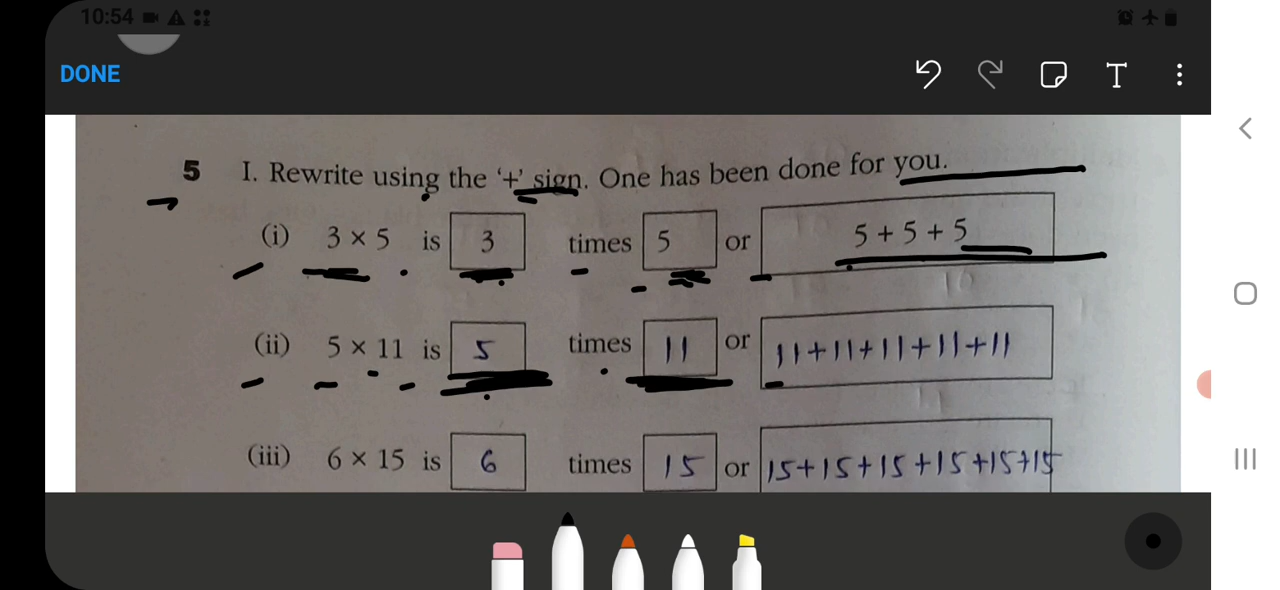 10:54
DONE
T
5 I. Rewrite using the '+' sign. One has been done for you.
(i) 3 × 5 is 3 times 5 or 5 + 5 + 5
(ii) 5 × 11 is 5 times 11 or 11+11+11+11+11
(iii) 6 × 15 is 6 times 15 or 15+15+15+15+15+15